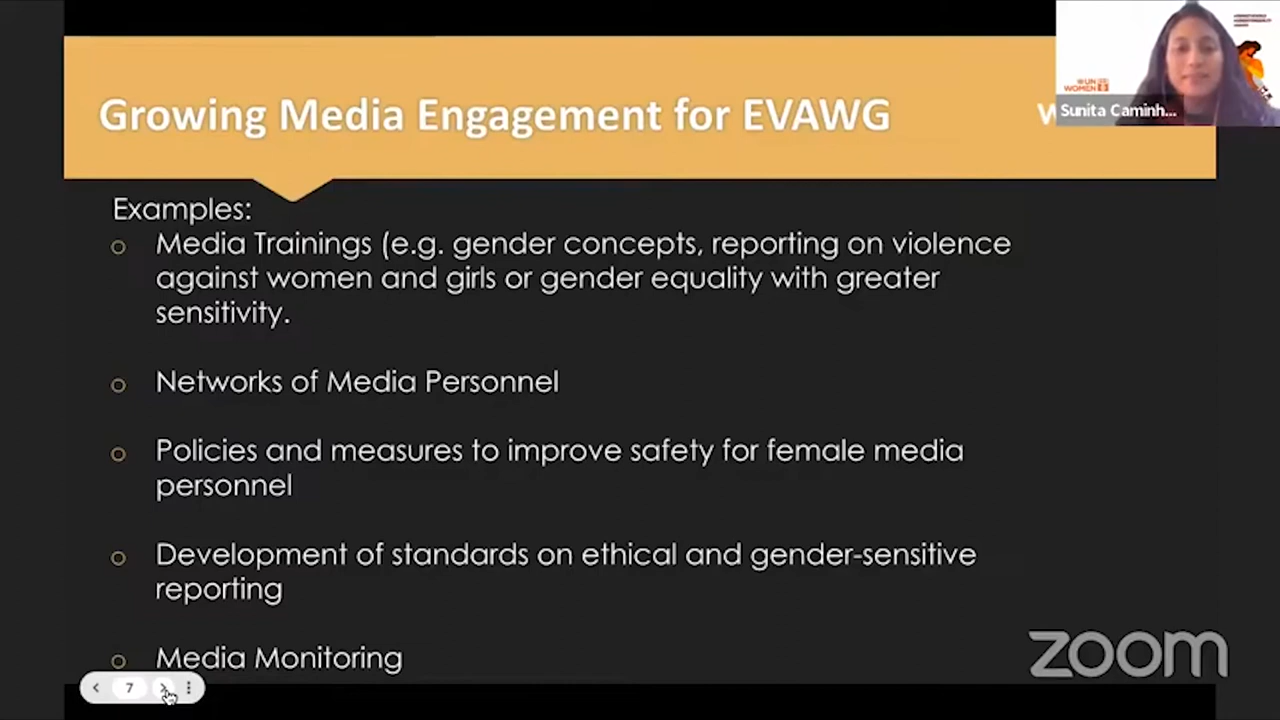 Growing Media Engagement for EVAWG
UN
WOMEN
Sunita Caminh...
Examples:
o Media Trainings (e.g. gender concepts, reporting on violence
against women and girls or gender equality with greater
sensitivity.
o Networks of Media Personnel
o Policies and measures to improve safety for female media
personnel
o Development of standards on ethical and gender-sensitive
reporting
o Media Monitoring
zoom
7